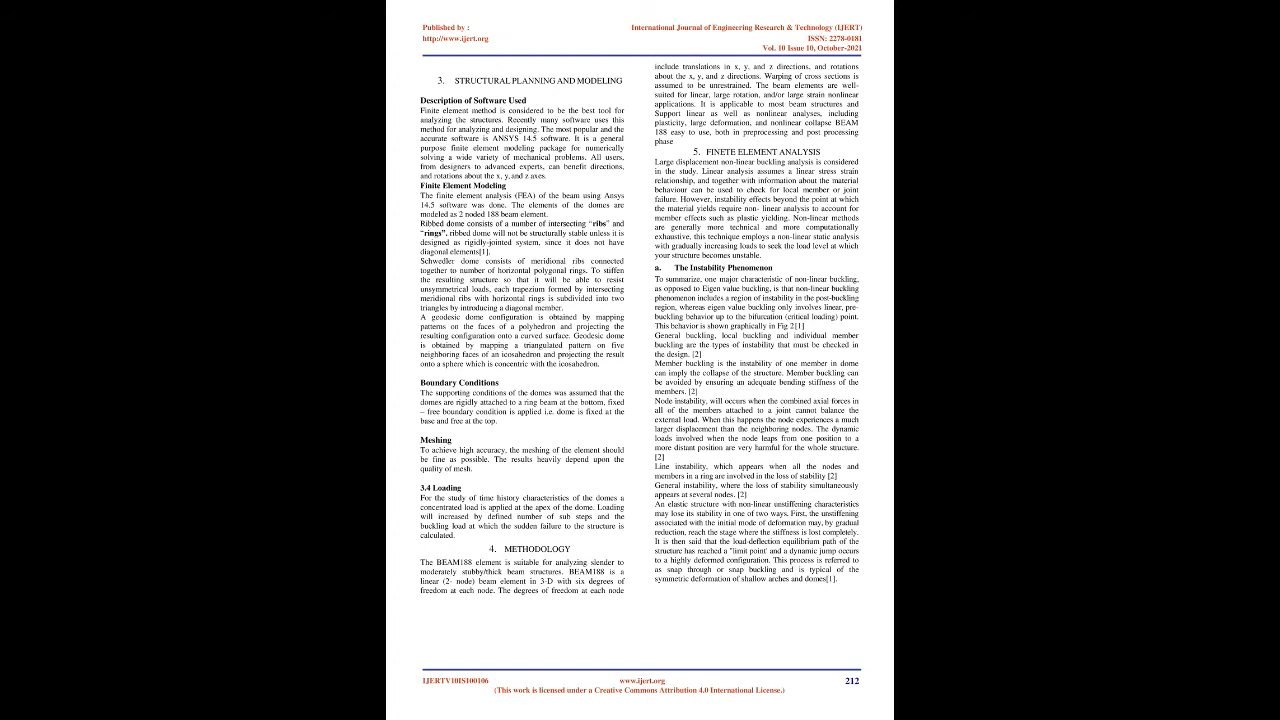 Published by :
http://www.ijert.org
International Journal of Engineering Research & Technology (IJERT)
ISSN: 2278-0181
Vol. 10 Issue 10, October-2021
3. STRUCTURAL PLANNING AND MODELING
Description of Software Used
Finite element method is considered to be the best tool for
analyzing the structures. Recently many software uses this
method for analyzing and designing. The most popular and the
accurate software is ANSYS 14.5 software. It is a general
purpose finite element modeling package for numerically
solving a wide variety of mechanical problems. All users,
from designers to advanced experts, can benefit directions,
and rotations about the x, y, and z axes.
Finite Element Modeling
The finite element analysis (FEA) of the beam using Ansys
14.5 software was done. The elements of the domes are
modeled as 2 noded 188 beam element.
Ribbed dome consists of a number of intersecting “ribs” and
“rings”. ribbed dome will not be structurally stable unless it is
designed as rigidly-jointed system, since it does not have
diagonal elements[1].
Schwedler dome consists of meridional ribs connected
together to number of horizontal polygonal rings. To stiffen
the resulting structure so that it will be able to resist
unsymmetrical loads, each trapezium formed by intersecting
meridional ribs with horizontal rings is subdivided into two
triangles by introducing a diagonal member.
A geodesic dome configuration is obtained by mapping
patterns on the faces of a polyhedron and projecting the
resulting configuration onto a curved surface. Geodesic dome
is obtained by mapping a triangulated pattern on five
neighboring faces of an icosahedron and projecting the result
onto a sphere which is concentric with the icosahedron.
Boundary Conditions
The supporting conditions of the domes was assumed that the
domes are rigidly attached to a ring beam at the bottom, fixed
– free boundary condition is applied i.e. dome is fixed at the
base and free at the top.
Meshing
To achieve high accuracy, the meshing of the element should
be fine as possible. The results heavily depend upon the
quality of mesh.
3.4 Loading
For the study of time history characteristics of the domes a
concentrated load is applied at the apex of the dome. Loading
will increased by defined number of sub steps and the
buckling load at which the sudden failure to the structure is
calculated.
4. METHODOLOGY
The BEAM188 element is suitable for analyzing slender to
moderately stubby/thick beam structures. BEAM188 is a
linear (2- node) beam element in 3-D with six degrees of
freedom at each node. The degrees of freedom at each node
include translations in x, y, and z directions, and rotations
about the x, y, and z directions. Warping of cross sections is
assumed to be unrestrained. The beam elements are well-
suited for linear, large rotation, and/or large strain nonlinear
applications. It is applicable to most beam structures and
Support linear as well as nonlinear analyses, including
plasticity, large deformation, and nonlinear collapse BEAM
188 easy to use, both in preprocessing and post processing
phase
5. FINETE ELEMENT ANALYSIS
Large displacement non-linear buckling analysis is considered
in the study. Linear analysis assumes a linear stress strain
relationship, and together with information about the material
behaviour can be used to check for local member or joint
failure. However, instability effects beyond the point at which
the material yields require non- linear analysis to account for
member effects such as plastic yielding. Non-linear methods
are generally more technical and more computationally
exhaustive, this technique employs a non-linear static analysis
with gradually increasing loads to seek the load level at which
your structure becomes unstable.
a. The Instability Phenomenon
To summarize, one major characteristic of non-linear buckling,
as opposed to Eigen value buckling, is that non-linear buckling
phenomenon includes a region of instability in the post-buckling
region, whereas eigen value buckling only involves linear, pre-
buckling behavior up to the bifurcation (critical loading) point.
This behavior is shown graphically in Fig 2[1]
General buckling, local buckling and individual member
buckling are the types of instability that must be checked in
the design. [2]
Member buckling is the instability of one member in dome
can imply the collapse of the structure. Member buckling can
be avoided by ensuring an adequate bending stiffness of the
members. [2]
Node instability, will occurs when the combined axial forces in
all of the members attached to a joint cannot balance the
external load. When this happens the node experiences a much
larger displacement than the neighboring nodes. The dynamic
loads involved when the node leaps from one position to a
more distant position are very harmful for the whole structure.
[2]
Line instability, which appears when all the nodes and
members in a ring are involved in the loss of stability [2]
General instability, where the loss of stability simultaneously
appears at several nodes. [2]
An elastic structure with non-linear unstiffening characteristics
may lose its stability in one of two ways. First, the unstiffening
associated with the initial mode of deformation may, by gradual
reduction, reach the stage where the stiffness is lost completely.
It is then said that the load-deflection equilibrium path of the
structure has reached a "limit point' and a dynamic jump occurs
to a highly deformed configuration. This process is referred to
as snap through or snap buckling and is typical of the
symmetric deformation of shallow arches and domes[1].
IJERTV10IS100106
www.ijert.org
212
(This work is licensed under a Creative Commons Attribution 4.0 International License.)